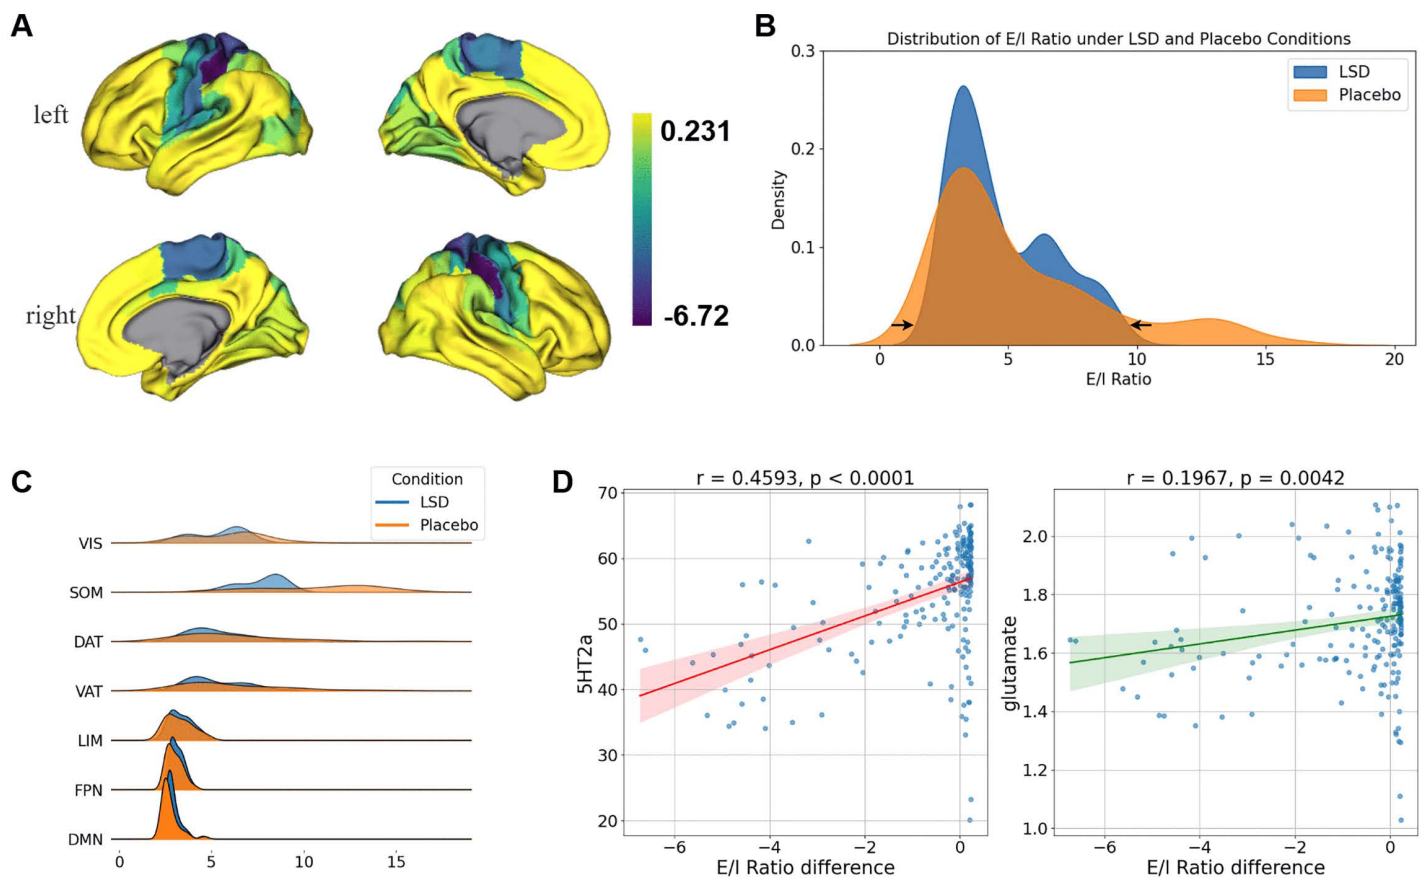 A
left
right
0.231
-6.72
B
Distribution of E/I Ratio under LSD and Placebo Conditions
LSD
Placebo
Density
0.3
0.2
0.1
0.0
0 5 10 15 20
E/I Ratio
C
Condition
LSD
Placebo
VIS
SOM
DAT
VAT
LIM
FPN
DMN
0 5 10 15
D
r = 0.4593, p < 0.0001
5HT2a
70
60
50
40
30
20
−6 −4 −2 0
E/I Ratio difference
r = 0.1967, p = 0.0042
glutamate
2.0
1.8
1.6
1.4
1.2
1.0
−6 −4 −2 0
E/I Ratio difference